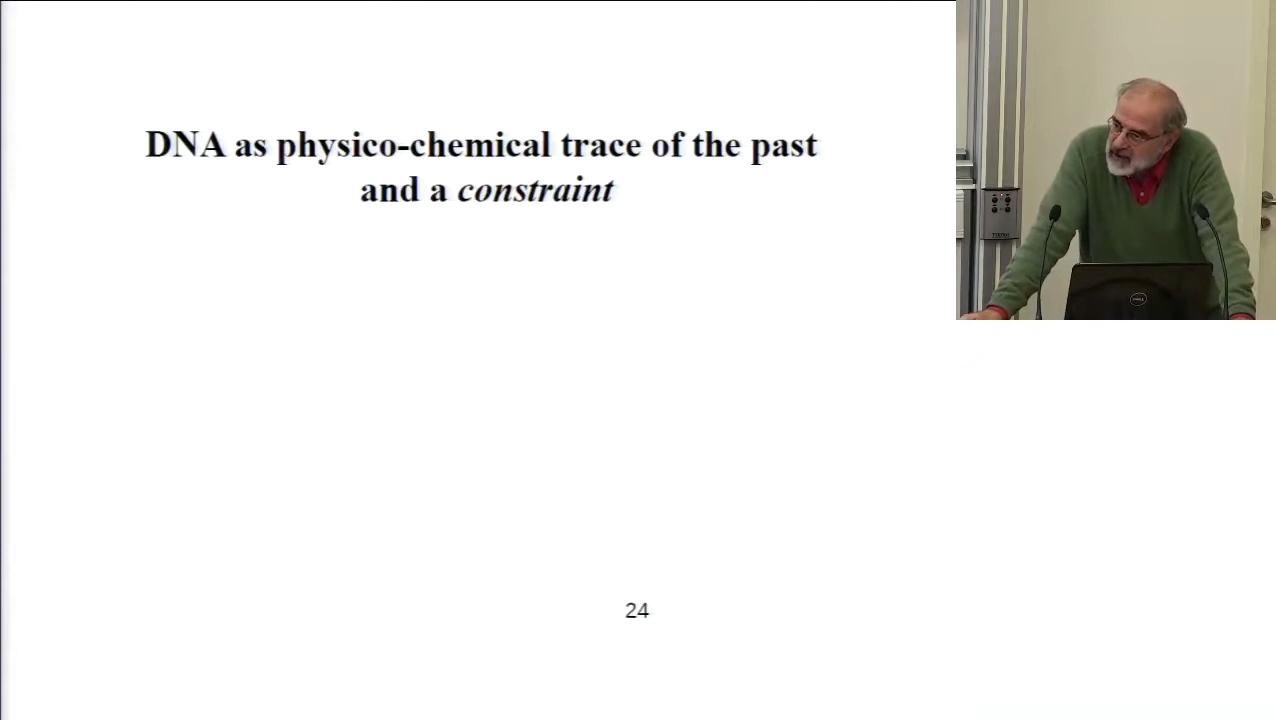 DNA as physico-chemical trace of the past
and a constraint
24